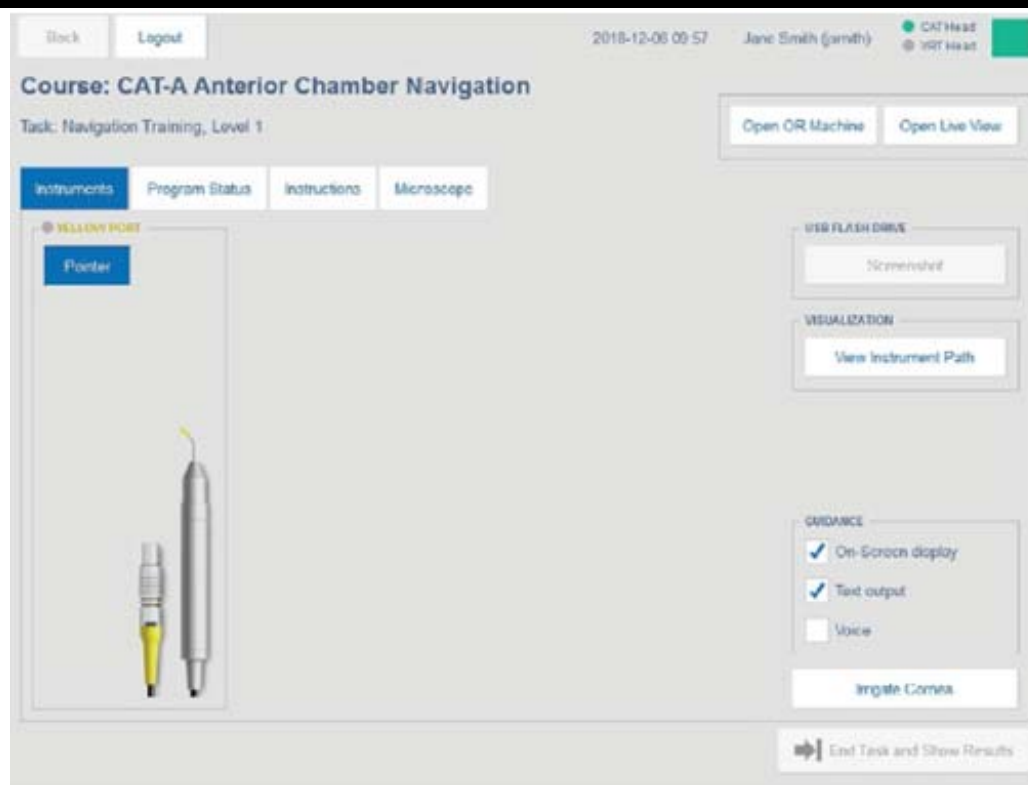 Back
Logout
2018-12-06 09:57
Jane Smith (jsmith)
CAT Head
VRT Head
Course: CAT-A Anterior Chamber Navigation
Task: Navigation Training, Level 1
Open OR Machine
Open Live View
Instruments
Program Status
Instructions
Microscope
YELLOW PORT
Pointer
USB FLASH DRIVE
Screenshot
VISUALIZATION
View Instrument Path
GUIDANCE
On-Screen display
Text output
Voice
Irrigate Cornea
End Task and Show Results